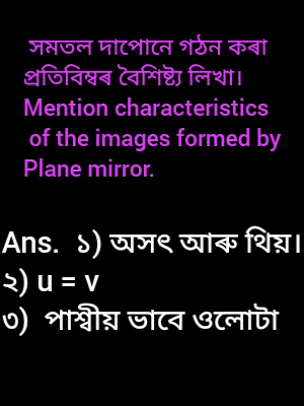 সমতল দাপোনে গঠন কৰা
প্রতিবিম্বৰ বৈশিষ্ট্য লিখা।
Mention characteristics
of the images formed by
Plane mirror.
Ans. ১) অসৎ আৰু থিয়।
২) u = v
৩) পাশ্বীয় ভাবে ওলোটা